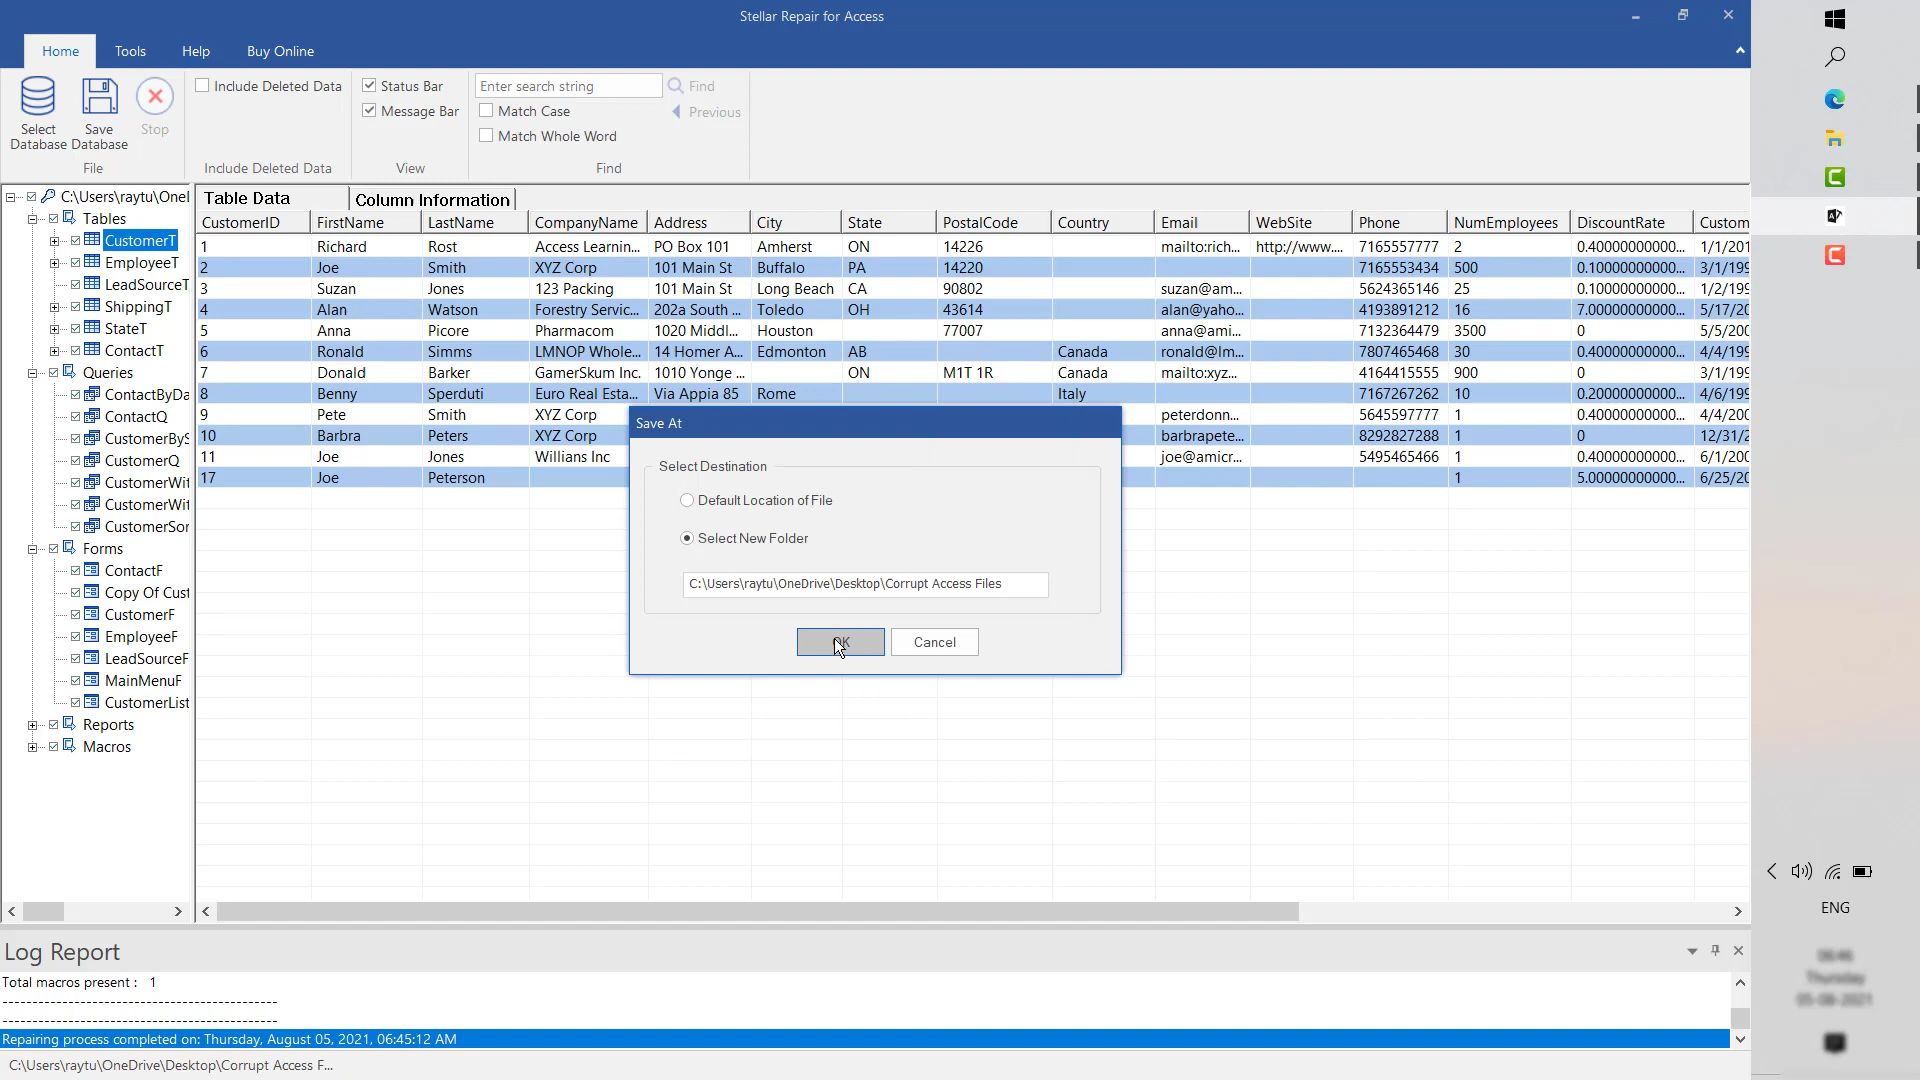 Stellar Repair for Access
Home Tools Help Buy Online
Select Database
Save Database
Stop
File
Include Deleted Data
Include Deleted Data
Status Bar
Message Bar
View
Enter search string
Match Case
Match Whole Word
Find
Previous
Find
C:\Users\raytu\Onel
Tables
CustomerT
EmployeeT
LeadSourceT
ShippingT
StateT
ContactT
Queries
ContactByDa
ContactQ
CustomerByS
CustomerQ
CustomerWit
CustomerWit
CustomerSor
Forms
ContactF
Copy Of Cust
CustomerF
EmployeeF
LeadSourceF
MainMenuF
CustomerList
Reports
Macros
Table Data Column Information
CustomerID FirstName LastName CompanyName Address City State PostalCode Country Email WebSite Phone NumEmployees DiscountRate Custom
1 Richard Rost Access Learnin... PO Box 101 Amherst ON 14226 mailto:rich... http://www.... 7165557777 2 0.40000000000... 1/1/201
2 Joe Smith XYZ Corp 101 Main St Buffalo PA 14220 7165553434 500 0.10000000000... 3/1/199
3 Suzan Jones 123 Packing 101 Main St Long Beach CA 90802 suzan@am... 5624365146 25 0.10000000000... 1/2/199
4 Alan Watson Forestry Servic... 202a South ... Toledo OH 43614 alan@yaho... 4193891212 16 7.00000000000... 5/17/20
5 Anna Picore Pharmacom 1020 Middl... Houston 77007 anna@ami... 7132364479 3500 0 5/5/200
6 Ronald Simms LMNOP Whole... 14 Homer A... Edmonton AB Canada ronald@lm... 7807465468 30 0.40000000000... 4/4/199
7 Donald Barker GamerSkum Inc. 1010 Yonge ... ON M1T 1R Canada mailto:xyz... 4164415555 900 0 3/1/199
8 Benny Sperduti Euro Real Esta... Via Appia 85 Rome Italy 7167267262 10 0.20000000000... 4/6/199
9 Pete Smith XYZ Corp peterdonn... 5645597777 1 0.40000000000... 4/4/200
10 Barbra Peters XYZ Corp barbrapete... 8292827288 1 0 12/31/2
11 Joe Jones Willians Inc joe@amicr... 5495465466 1 0.40000000000... 6/1/200
17 Joe Peterson 1 5.00000000000... 6/25/20
Save At
Select Destination
Default Location of File
Select New Folder
C:\Users\raytu\OneDrive\Desktop\Corrupt Access Files
OK Cancel
Log Report
Total macros present : 1
----------------------------------------------
----------------------------------------------
Repairing process completed on: Thursday, August 05, 2021, 06:45:12 AM
C:\Users\raytu\OneDrive\Desktop\Corrupt Access F...
ENG
06:46
Thursday
05-08-2021